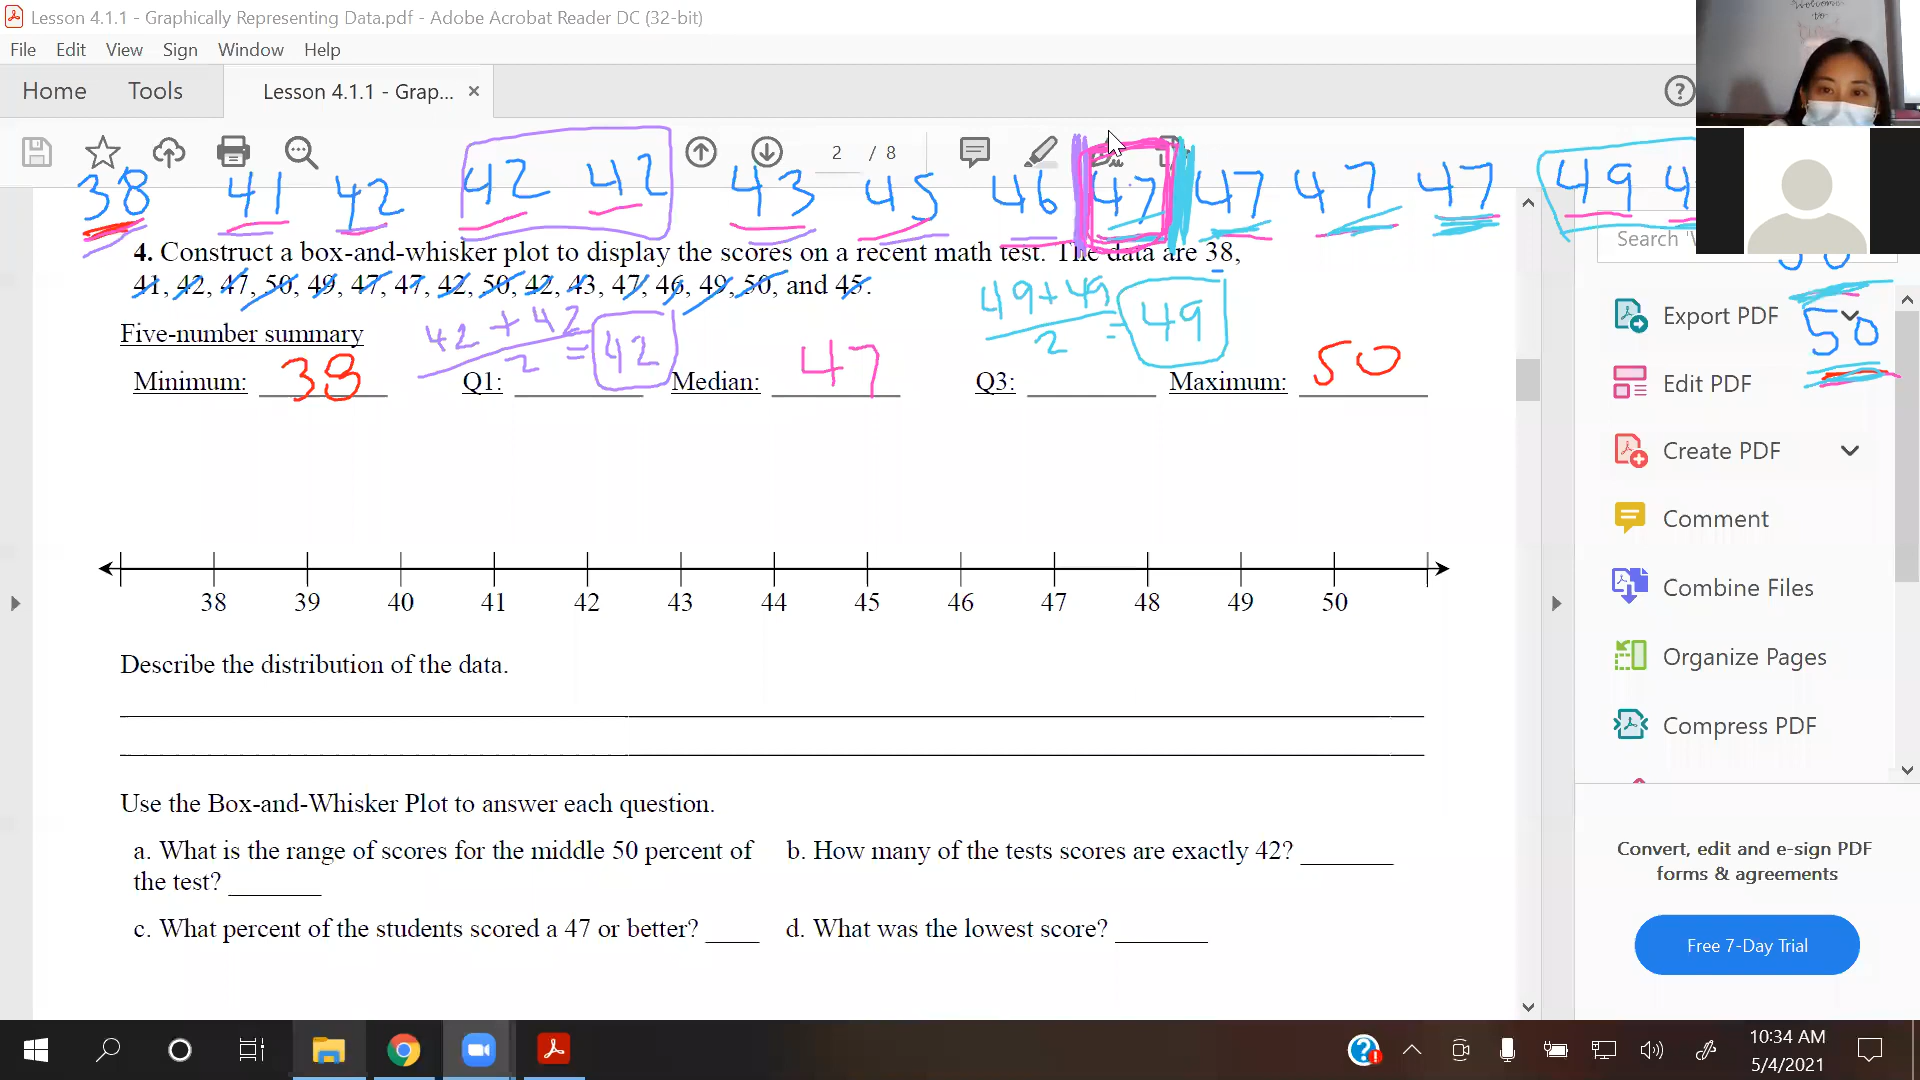 Lesson 4.1.1 - Graphically Representing Data.pdf - Adobe Acrobat Reader DC (32-bit)
File Edit View Sign Window Help
Home Tools Lesson 4.1.1 - Grap... ×
Welcome
to
2 / 8
38 41 42 42 42 43 45 46 47 47 47 47 49
4. Construct a box-and-whisker plot to display the scores on a recent math test. The data are 38,
41, 42, 47, 50, 49, 47, 47, 42, 50, 42, 43, 47, 46, 49, 50, and 45.
42 + 42
2
= 42
49+49
2
= 49
50
Five-number summary
Minimum: 38 Q1: Median: 47 Q3: Maximum: 50
38 39 40 41 42 43 44 45 46 47 48 49 50
Describe the distribution of the data.
Use the Box-and-Whisker Plot to answer each question.
a. What is the range of scores for the middle 50 percent of
the test?
b. How many of the tests scores are exactly 42?
c. What percent of the students scored a 47 or better?
d. What was the lowest score?
Export PDF
Edit PDF
Create PDF
Comment
Combine Files
Organize Pages
Compress PDF
Convert, edit and e-sign PDF
forms & agreements
Free 7-Day Trial
10:34 AM
5/4/2021